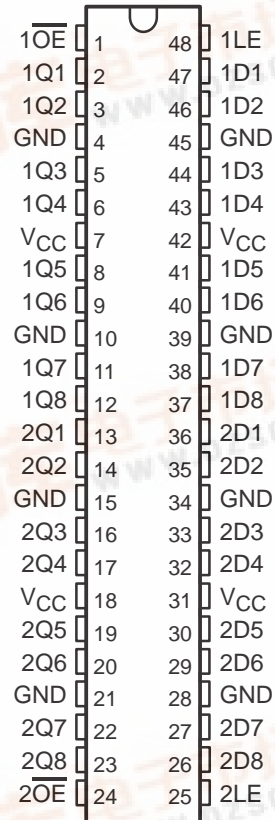 1O̅E̅ 1 48 1LE
1Q1 2 47 1D1
1Q2 3 46 1D2
GND 4 45 GND
1Q3 5 44 1D3
1Q4 6 43 1D4
VCC 7 42 VCC
1Q5 8 41 1D5
1Q6 9 40 1D6
GND 10 39 GND
1Q7 11 38 1D7
1Q8 12 37 1D8
2Q1 13 36 2D1
2Q2 14 35 2D2
GND 15 34 GND
2Q3 16 33 2D3
2Q4 17 32 2D4
VCC 18 31 VCC
2Q5 19 30 2D5
2Q6 20 29 2D6
GND 21 28 GND
2Q7 22 27 2D7
2Q8 23 26 2D8
2O̅E̅ 24 25 2LE